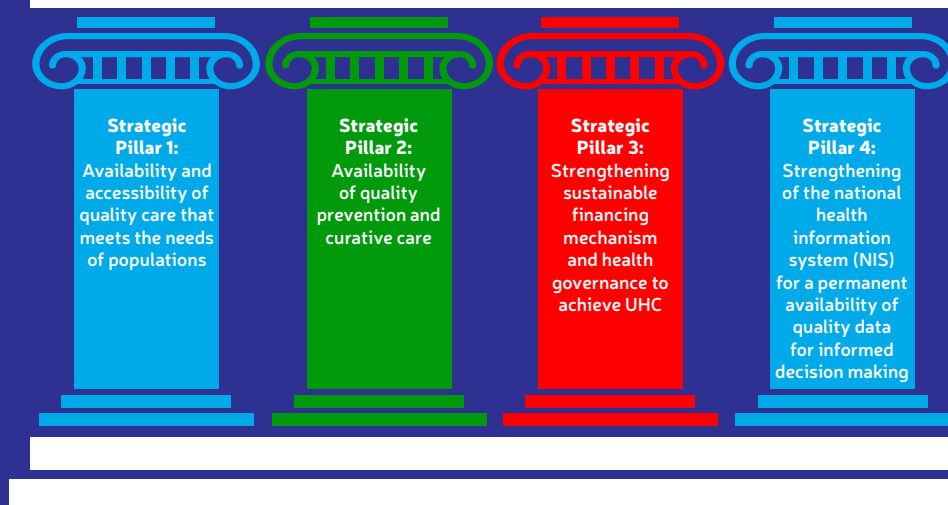 Strategic
Pillar 1:
Availability and
accessibility of
quality care that
meets the needs
of populations
Strategic
Pillar 2:
Availability
of quality
prevention and
curative care
Strategic
Pillar 3:
Strengthening
sustainable
financing
mechanism
and health
governance to
achieve UHC
Strategic
Pillar 4:
Strengthening
of the national
health
information
system (NIS)
for a permanent
availability of
quality data
for informed
decision making